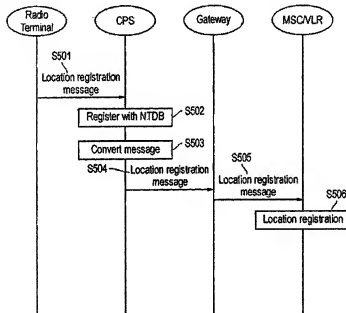 Radio
Terminal
CPS
Gateway
MSC/VLR
S501
Location registration
message
Register with NTDB
S502
Convert message
S503
S504
Location registration
message
S505
Location registration
message
S506
Location registration